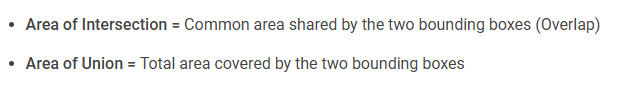 • Area of Intersection = Common area shared by the two bounding boxes (Overlap)
• Area of Union = Total area covered by the two bounding boxes